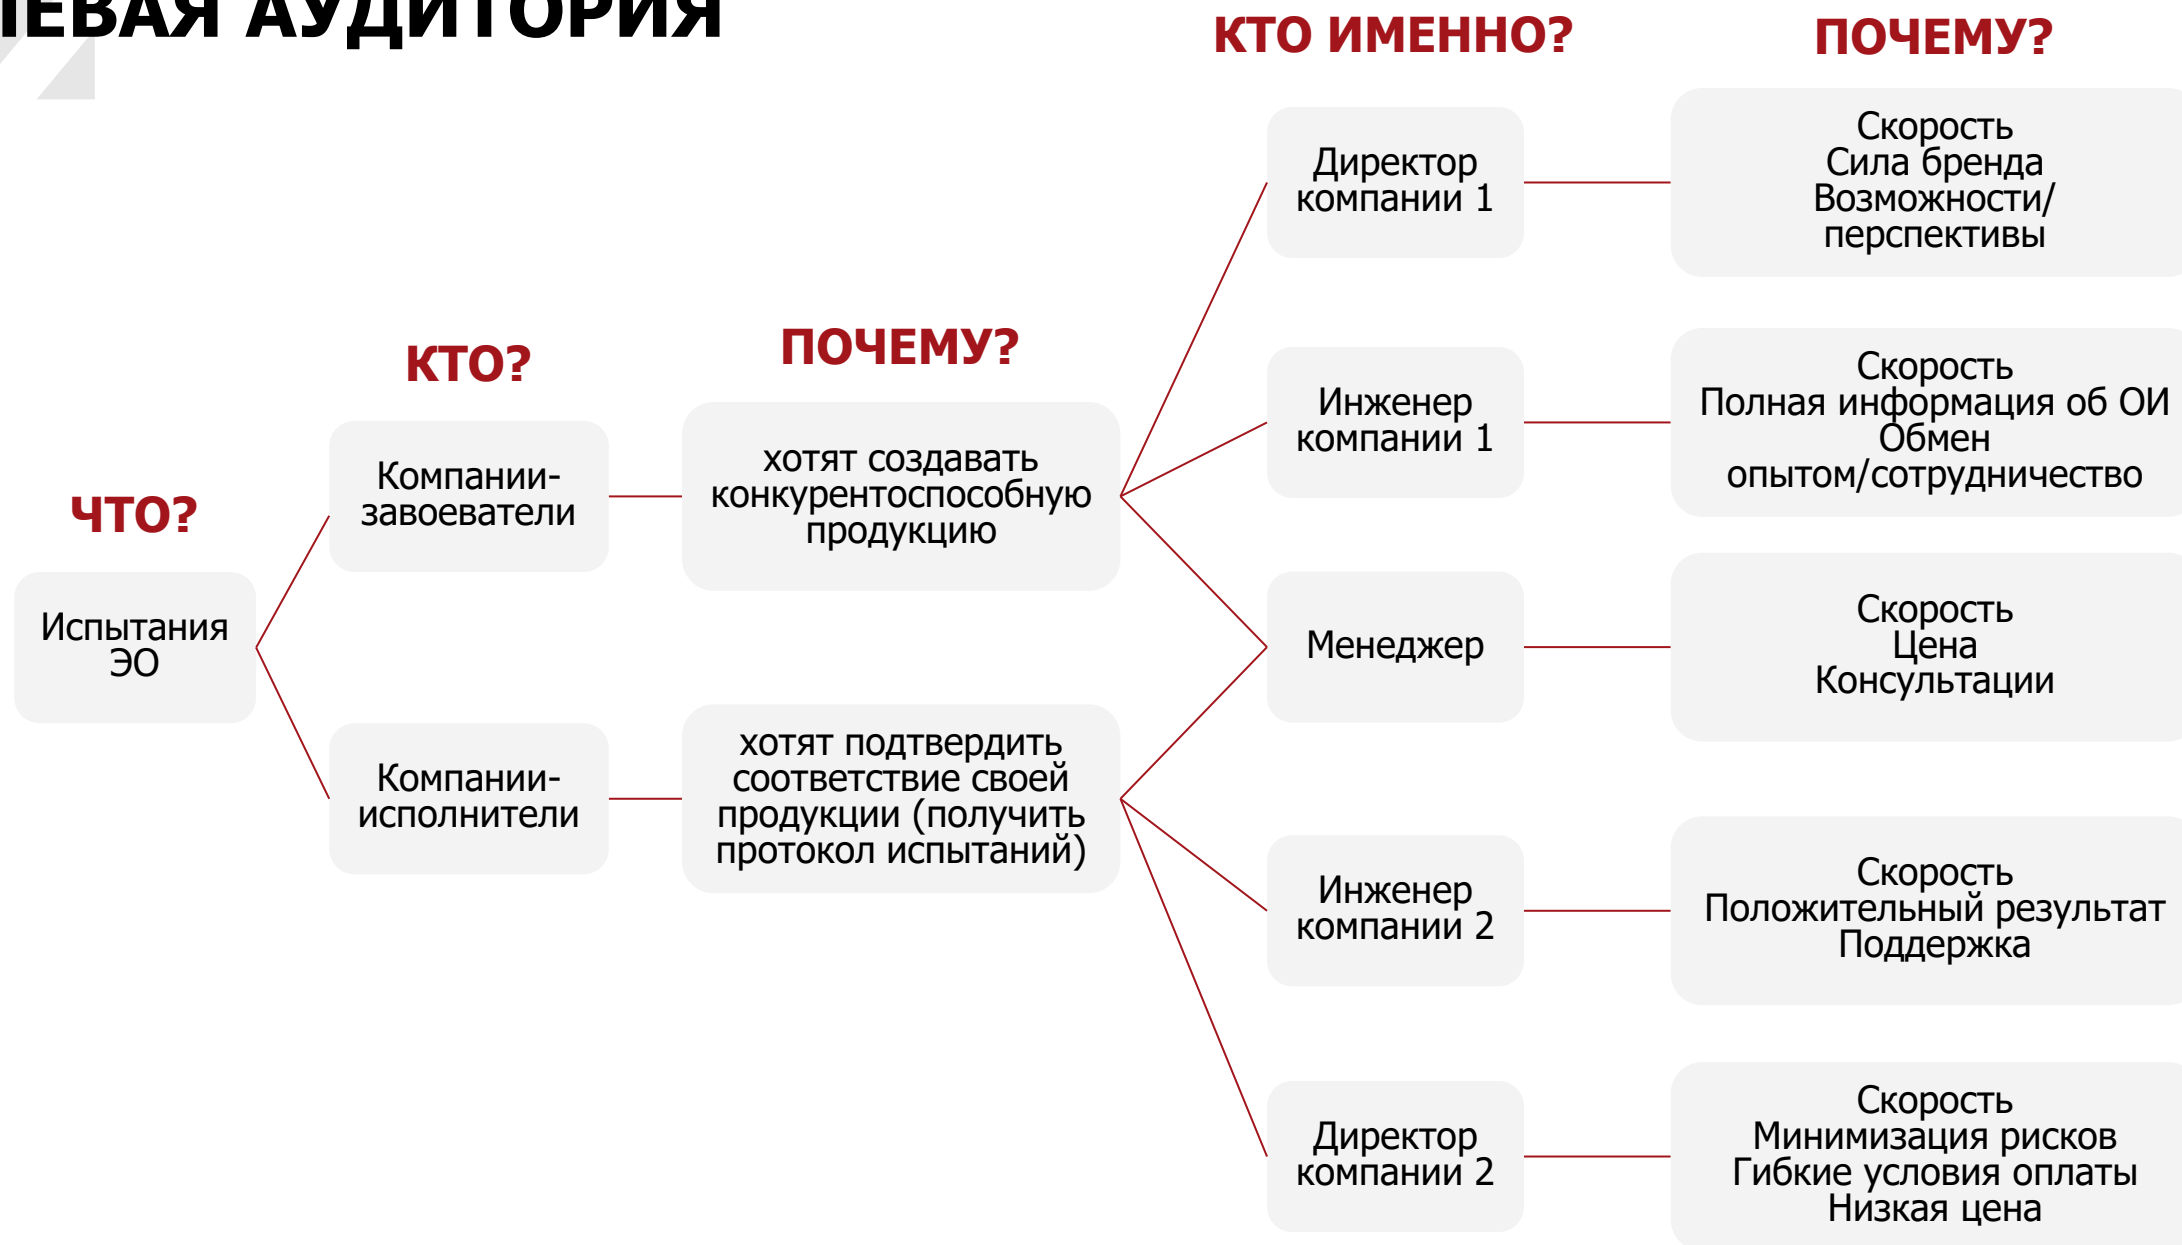 ЛЕВАЯ АУДИТОРИЯ
ЧТО?
Испытания
ЭО
КТО?
Компании-
завоеватели
Компании-
исполнители
ПОЧЕМУ?
хотят создавать
конкурентоспособную
продукцию
хотят подтвердить
соответствие своей
продукции (получить
протокол испытаний)
КТО ИМЕННО?
Директор
компании 1
Инженер
компании 1
Менеджер
Инженер
компании 2
Директор
компании 2
ПОЧЕМУ?
Скорость
Сила бренда
Возможности/
перспективы
Скорость
Полная информация об ОИ
Обмен
опытом/сотрудничество
Скорость
Цена
Консультации
Скорость
Положительный результат
Поддержка
Скорость
Минимизация рисков
Гибкие условия оплаты
Низкая цена